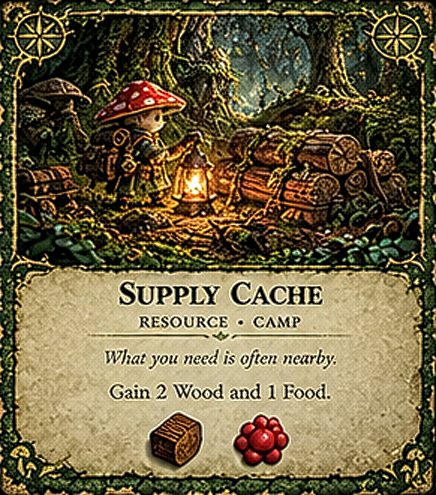 SUPPLY CACHE
RESOURCE • CAMP
What you need is often nearby.
Gain 2 Wood and 1 Food.